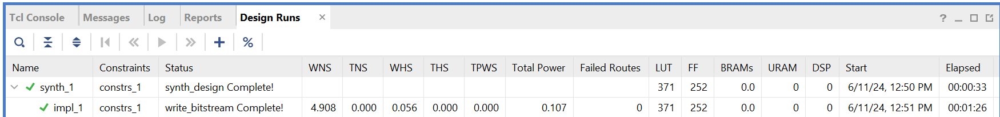 Tcl Console Messages Log Reports Design Runs × ?
%
Name Constraints Status WNS TNS WHS THS TPWS Total Power Failed Routes LUT FF BRAMs URAM DSP Start Elapsed
synth_1 constrs_1 synth_design Complete! 371 252 0.0 0 0 6/11/24, 12:50 PM 00:00:33
impl_1 constrs_1 write_bitstream Complete! 4.908 0.000 0.056 0.000 0.000 0.107 0 371 252 0.0 0 0 6/11/24, 12:51 PM 00:01:26